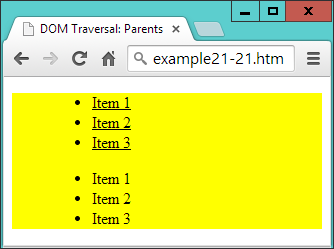 DOM Traversal: Parents
example21-21.htm
Item 1
Item 2
Item 3
Item 1
Item 2
Item 3